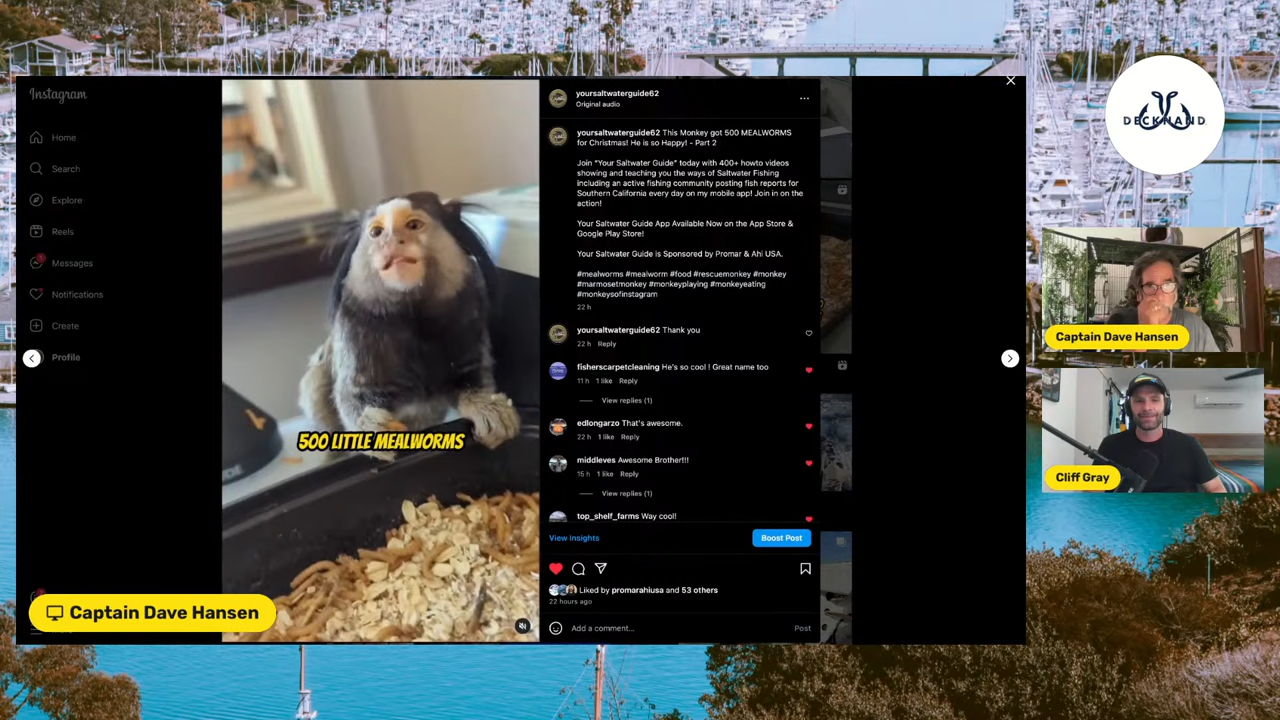 Instagram
Home
Search
Explore
Reels
Messages
Notifications
Create
Profile
500 LITTLE MEALWORMS
Captain Dave Hansen
yoursaltwaterguide62
Original audio
yoursaltwaterguide62 This Monkey got 500 MEALWORMS
for Christmas! He is so Happy! - Part 2
Join "Your Saltwater Guide" today with 400+ howto videos
showing and teaching you the ways of Saltwater Fishing
including an active fishing community posting fish reports for
Southern California every day on my mobile app! Join in on the
action!
Your Saltwater Guide App Available Now on the App Store &
Google Play Store!
Your Saltwater Guide is Sponsored by Promar & Ahi USA.
#mealworms #mealworm #food #rescuemonkey #monkey
#marmosetmonkey #monkeyplaying #monkeyeating
#monkeysofinstagram
22 h
yoursaltwaterguide62 Thank you
22 h Reply
fisherscarpetcleaning He's so cool ! Great name too
11 h 1 like Reply
View replies (1)
edlongarzo That's awesome.
22 h 1 like Reply
middleves Awesome Brother!!!
15 h 1 like Reply
View replies (1)
top_shelf_farms Way cool!
View Insights
Boost Post
Liked by promarahiusa and 53 others
22 hours ago
Add a comment...
Post
DECKHAND
Captain Dave Hansen
Cliff Gray